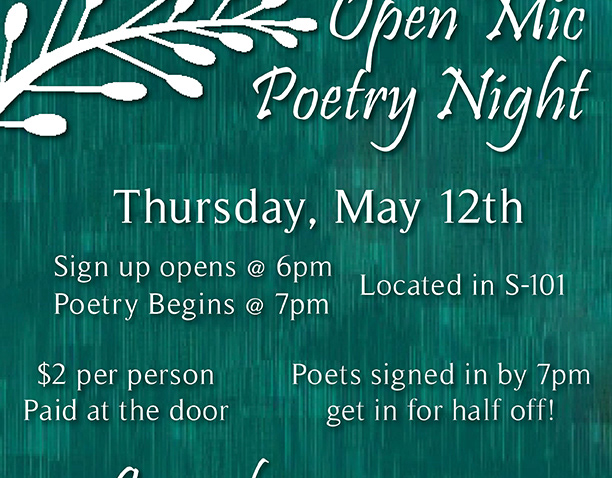 Open Mic
Poetry Night
Thursday, May 12th
Sign up opens @ 6pm
Poetry Begins @ 7pm
Located in S-101
$2 per person
Paid at the door
Poets signed in by 7pm
get in for half off!